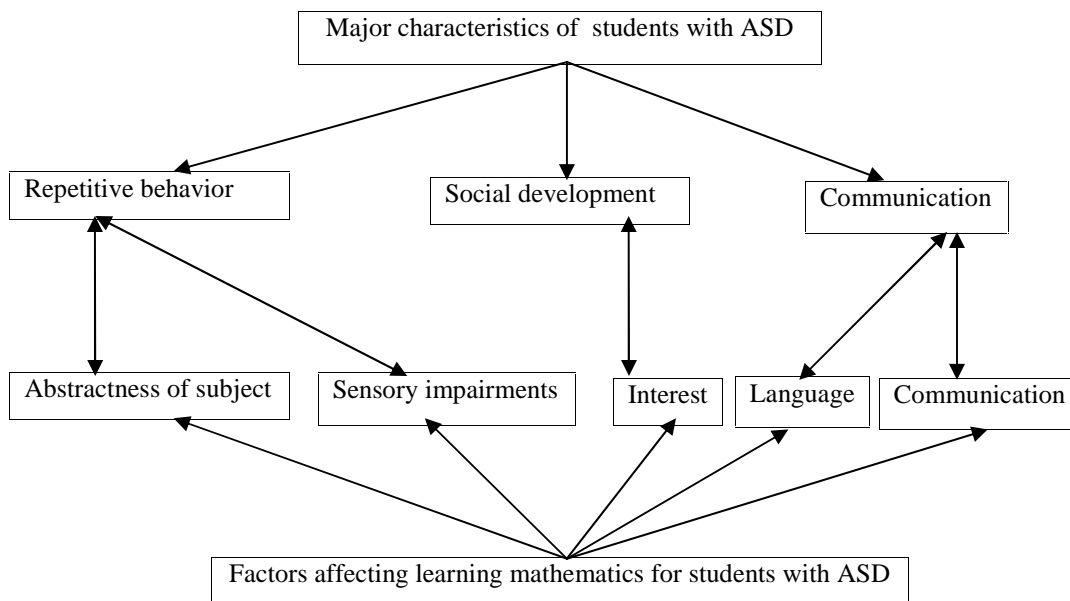 Major characteristics of students with ASD
Repetitive behavior
Social development
Communication
Abstractness of subject
Sensory impairments
Interest
Language
Communication
Factors affecting learning mathematics for students with ASD